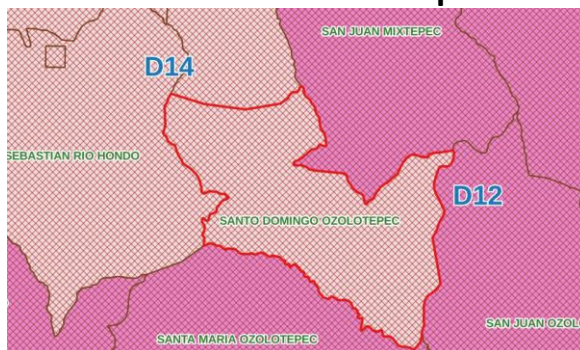 SAN JUAN MIXTEPEC
D14
SEBASTIAN RIO HONDO
D12
SANTO DOMINGO OZOLOTEPEC
SAN JUAN OZOL
SANTA MARIA OZOLOTEPEC